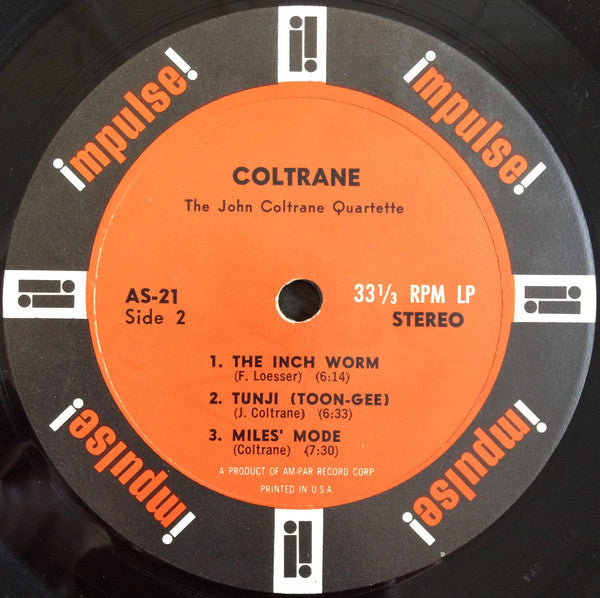 impulse!
impulse!
COLTRANE
The John Coltrane Quartette
AS-21
Side 2
33 1/3 RPM LP
STEREO
1. THE INCH WORM
(F. Loesser) (6:14)
2. TUNJI (TOON-GEE)
(J. Coltrane) (6:33)
3. MILES' MODE
(Coltrane) (7:30)
A PRODUCT OF AM-PAR RECORD CORP.
PRINTED IN U.S.A.
impulse!
impulse!